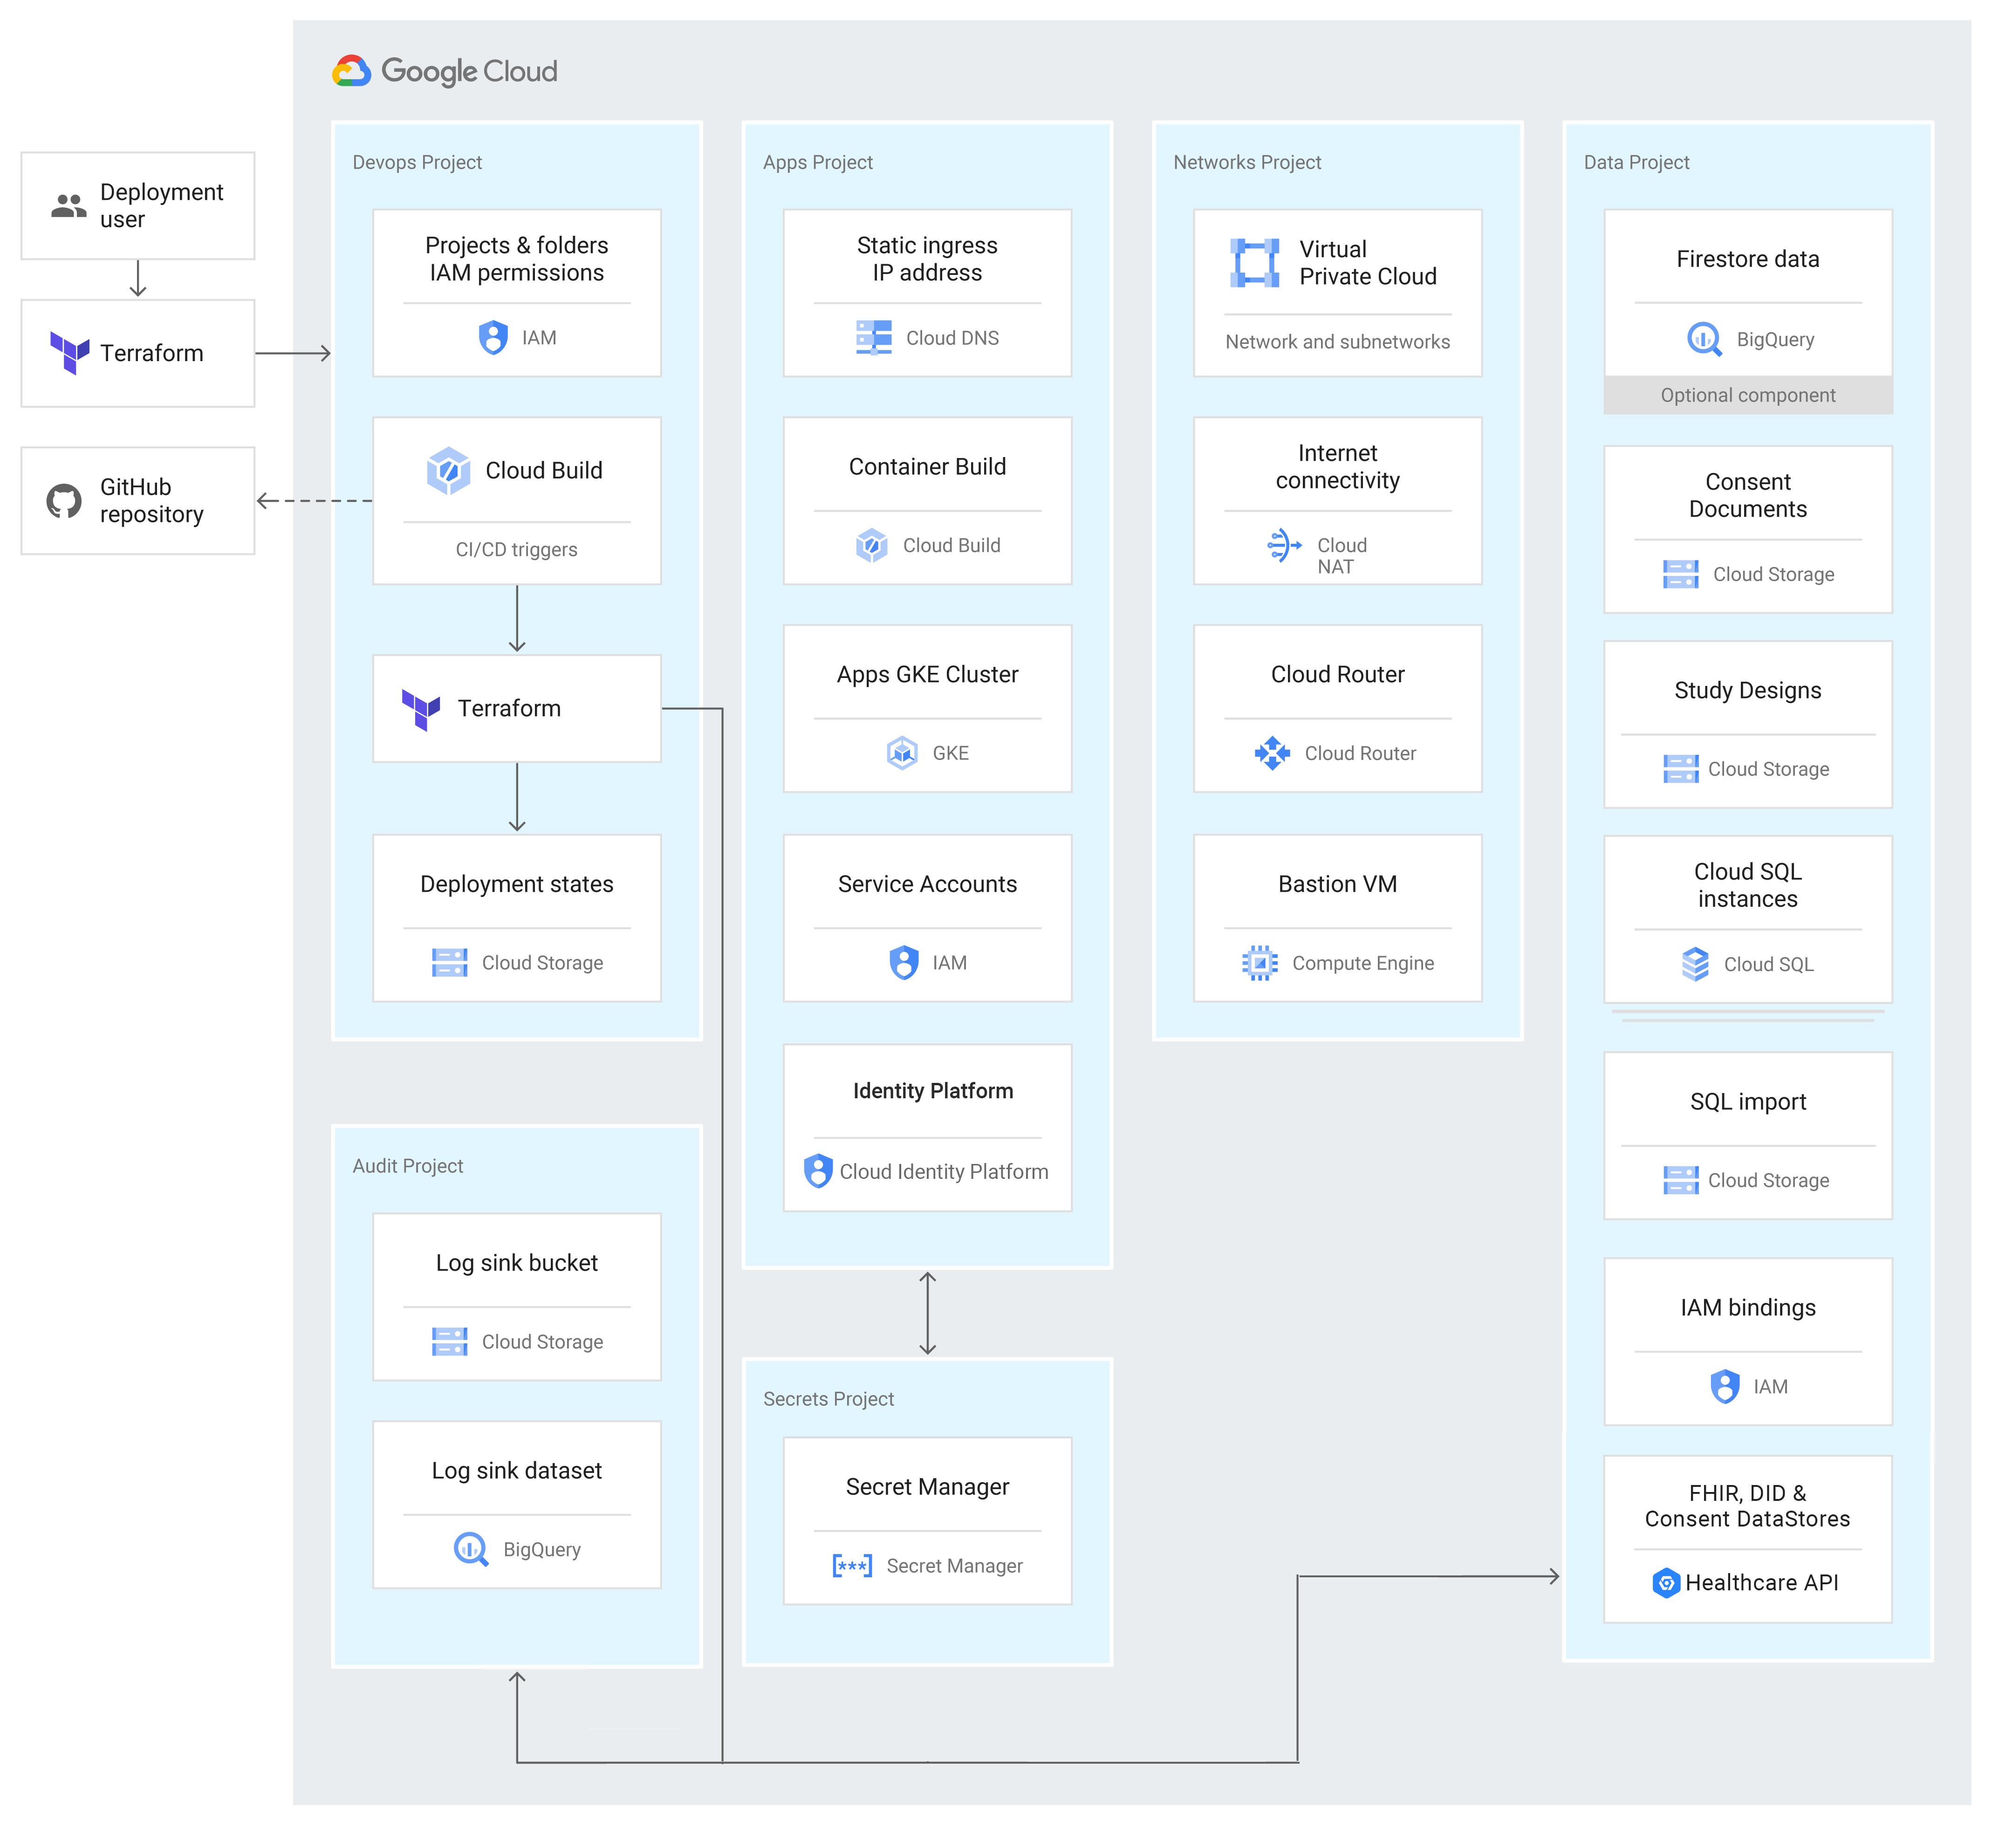 Google Cloud
Deployment
user
Terraform
GitHub
repository
Devops Project
Projects & folders
IAM permissions
IAM
Cloud Build
CI/CD triggers
Terraform
Deployment states
Cloud Storage
Audit Project
Log sink bucket
Cloud Storage
Log sink dataset
BigQuery
Apps Project
Static ingress
IP address
Cloud DNS
Container Build
Cloud Build
Apps GKE Cluster
GKE
Service Accounts
IAM
Identity Platform
Cloud Identity Platform
Secrets Project
Secret Manager
[***] Secret Manager
Networks Project
Virtual
Private Cloud
Network and subnetworks
Internet
connectivity
Cloud
NAT
Cloud Router
Cloud Router
Bastion VM
Compute Engine
Data Project
Firestore data
BigQuery
Optional component
Consent
Documents
Cloud Storage
Study Designs
Cloud Storage
Cloud SQL
instances
Cloud SQL
SQL import
Cloud Storage
IAM bindings
IAM
FHIR, DID &
Consent DataStores
Healthcare API